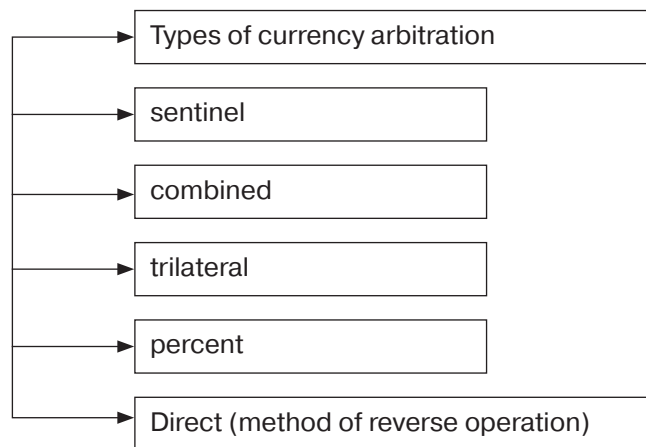 Types of currency arbitration
sentinel
combined
trilateral
percent
Direct (method of reverse operation)